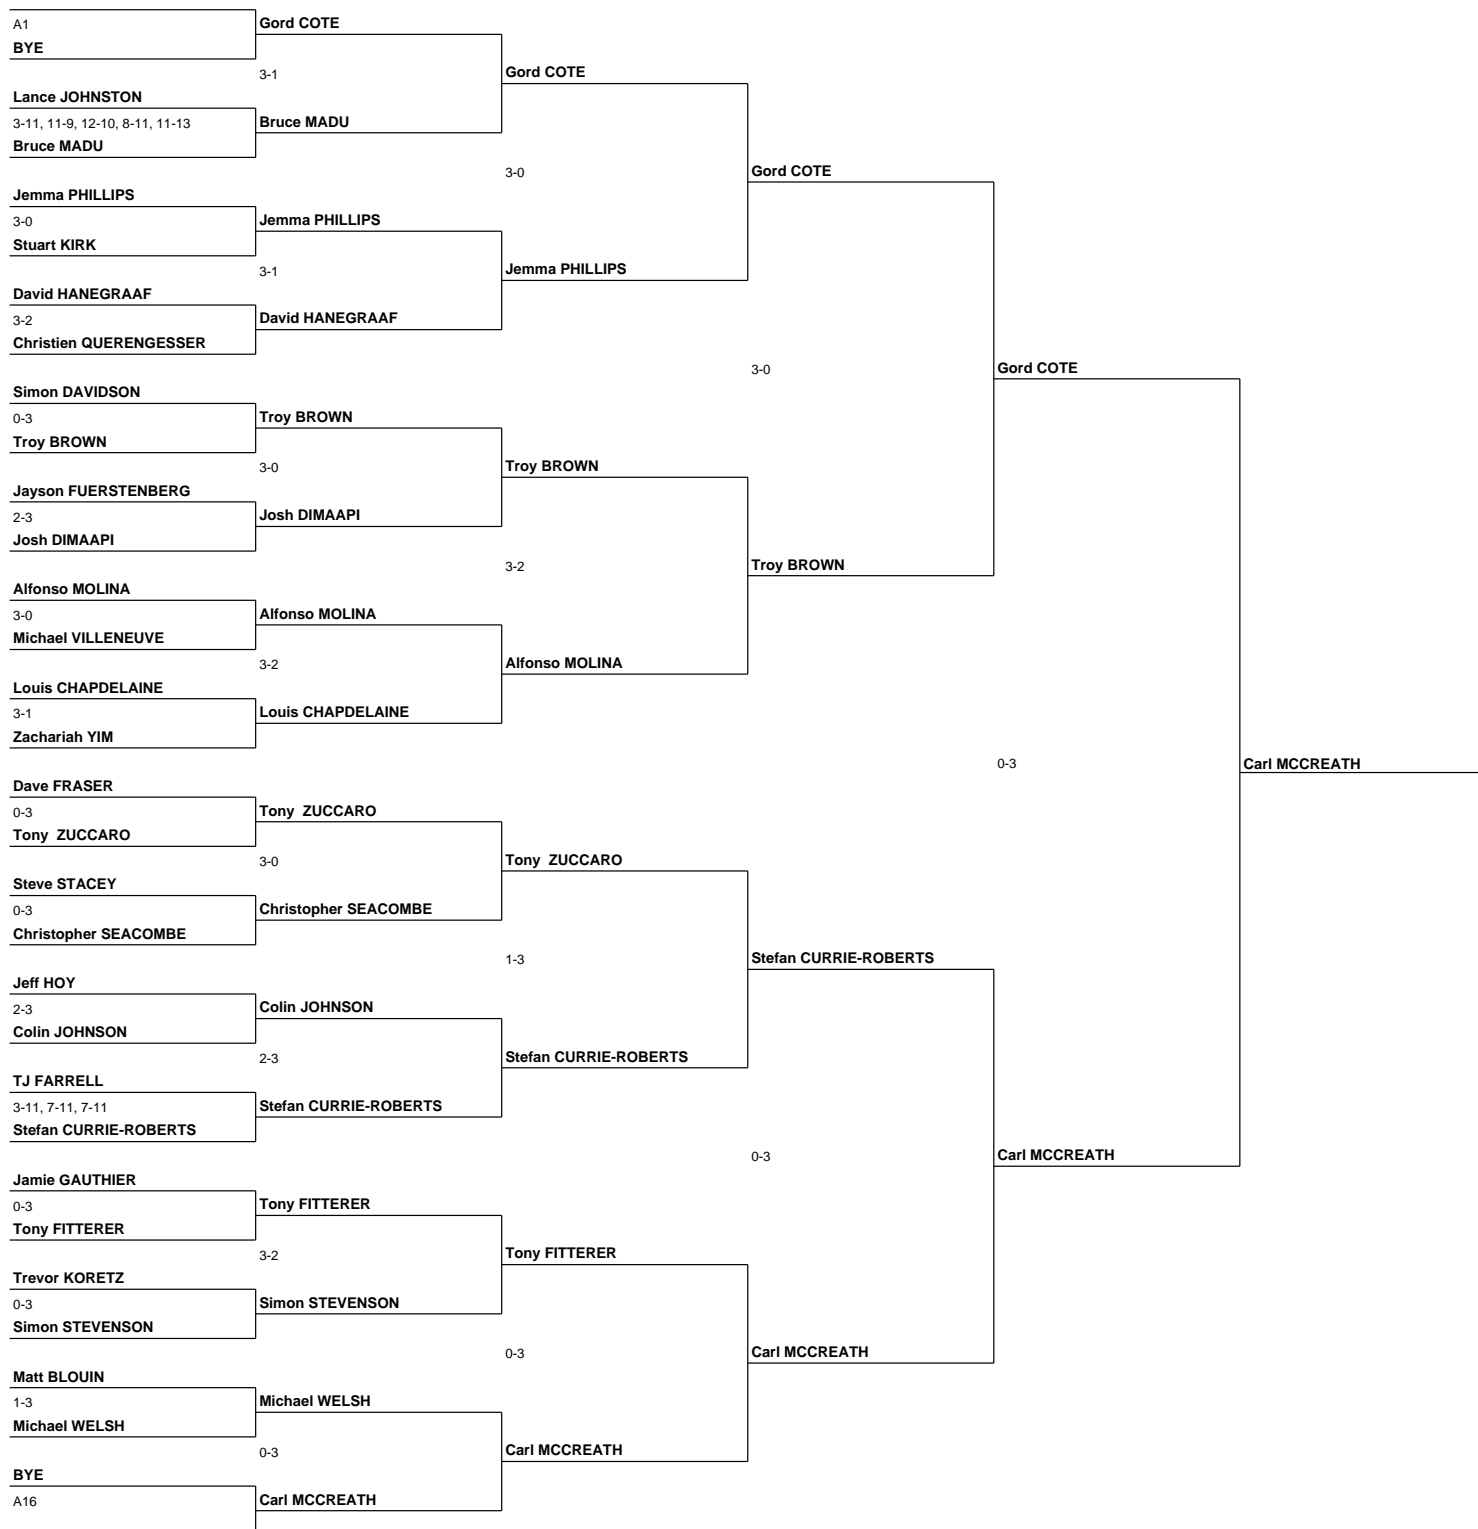 A1
BYE
Lance JOHNSTON
3-11, 11-9, 12-10, 8-11, 11-13
Bruce MADU
Jemma PHILLIPS
3-0
Stuart KIRK
David HANEGRAAF
3-2
Christien QUERENGESSER
Simon DAVIDSON
0-3
Troy BROWN
Jayson FUERSTENBERG
2-3
Josh DIMAAPI
Alfonso MOLINA
3-0
Michael VILLENEUVE
Louis CHAPDELAINE
3-1
Zachariah YIM
Dave FRASER
0-3
Tony ZUCCARO
Steve STACEY
0-3
Christopher SEACOMBE
Jeff HOY
2-3
Colin JOHNSON
TJ FARRELL
3-11, 7-11, 7-11
Stefan CURRIE-ROBERTS
Jamie GAUTHIER
0-3
Tony FITTERER
Trevor KORETZ
0-3
Simon STEVENSON
Matt BLOUIN
1-3
Michael WELSH
BYE
A16
Gord COTE
3-1
Bruce MADU
Jemma PHILLIPS
3-1
David HANEGRAAF
Troy BROWN
3-0
Josh DIMAAPI
Alfonso MOLINA
3-2
Louis CHAPDELAINE
Tony ZUCCARO
3-0
Christopher SEACOMBE
Colin JOHNSON
2-3
Stefan CURRIE-ROBERTS
Tony FITTERER
3-2
Simon STEVENSON
Michael WELSH
0-3
Carl MCCREATH
Gord COTE
3-0
Jemma PHILLIPS
Troy BROWN
3-2
Alfonso MOLINA
Tony ZUCCARO
1-3
Stefan CURRIE-ROBERTS
Tony FITTERER
0-3
Carl MCCREATH
Gord COTE
3-0
Troy BROWN
Stefan CURRIE-ROBERTS
0-3
Carl MCCREATH
Gord COTE
0-3
Carl MCCREATH
Carl MCCREATH